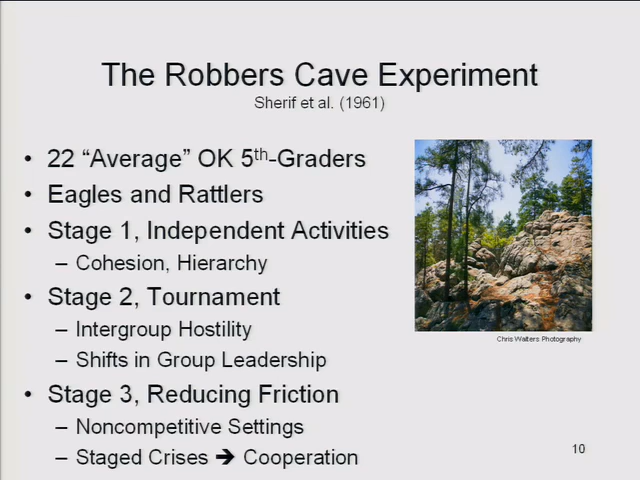 The Robbers Cave Experiment
Sherif et al. (1961)
• 22 “Average” OK 5th-Graders
• Eagles and Rattlers
• Stage 1, Independent Activities
– Cohesion, Hierarchy
• Stage 2, Tournament
– Intergroup Hostility
– Shifts in Group Leadership
• Stage 3, Reducing Friction
– Noncompetitive Settings
– Staged Crises ➔ Cooperation
Chris Walters Photography
10